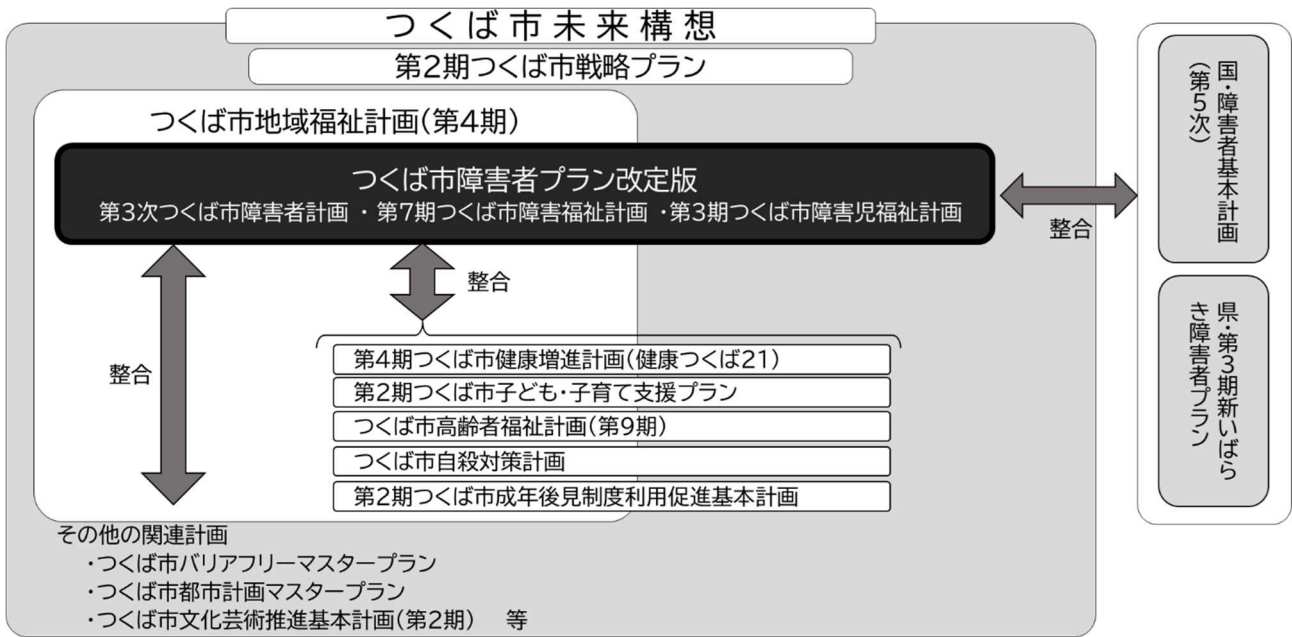 つくば市未来構想
第2期つくば市戦略プラン
つくば市地域福祉計画(第4期)
つくば市障害者プラン改定版
第3次つくば市障害者計画 ・ 第7期つくば市障害福祉計画 ・第3期つくば市障害児福祉計画
整合
整合
整合
第4期つくば市健康増進計画(健康つくば21)
第2期つくば市子ども・子育て支援プラン
つくば市高齢者福祉計画(第9期)
つくば市自殺対策計画
第2期つくば市成年後見制度利用促進基本計画
その他の関連計画
・つくば市バリアフリーマスタープラン
・つくば市都市計画マスタープラン
・つくば市文化芸術推進基本計画(第2期) 等
国・障害者基本計画
(第5次)
県・第3期新いばら
き障害者プラン